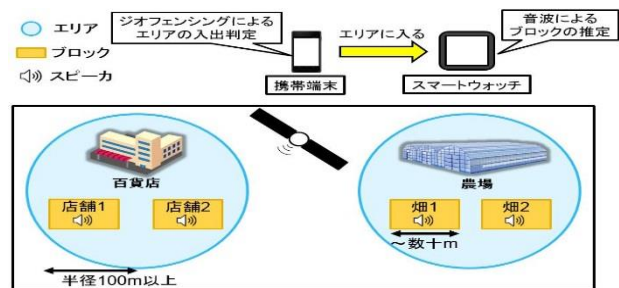 エリア
ブロック
スピーカ
ジオフェンシングによる
エリアの入出判定
エリアに入る
音波による
ブロックの推定
携帯端末
スマートウォッチ
百貨店
店舗1
店舗2
半径100m以上
農場
畑1
畑2
～数十m